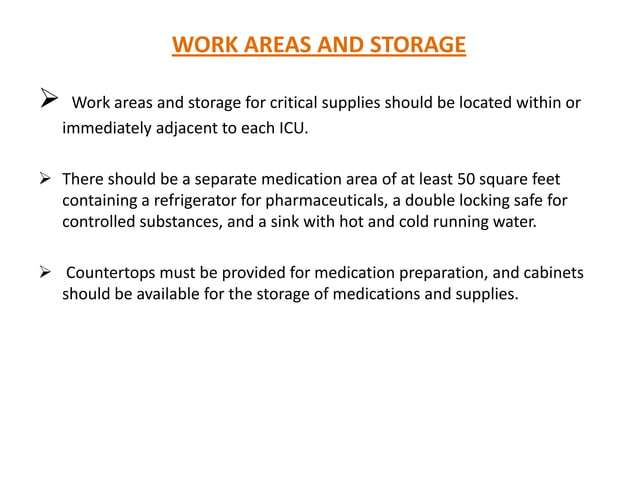 WORK AREAS AND STORAGE
➢ Work areas and storage for critical supplies should be located within or
immediately adjacent to each ICU.
➢ There should be a separate medication area of at least 50 square feet
containing a refrigerator for pharmaceuticals, a double locking safe for
controlled substances, and a sink with hot and cold running water.
➢ Countertops must be provided for medication preparation, and cabinets
should be available for the storage of medications and supplies.